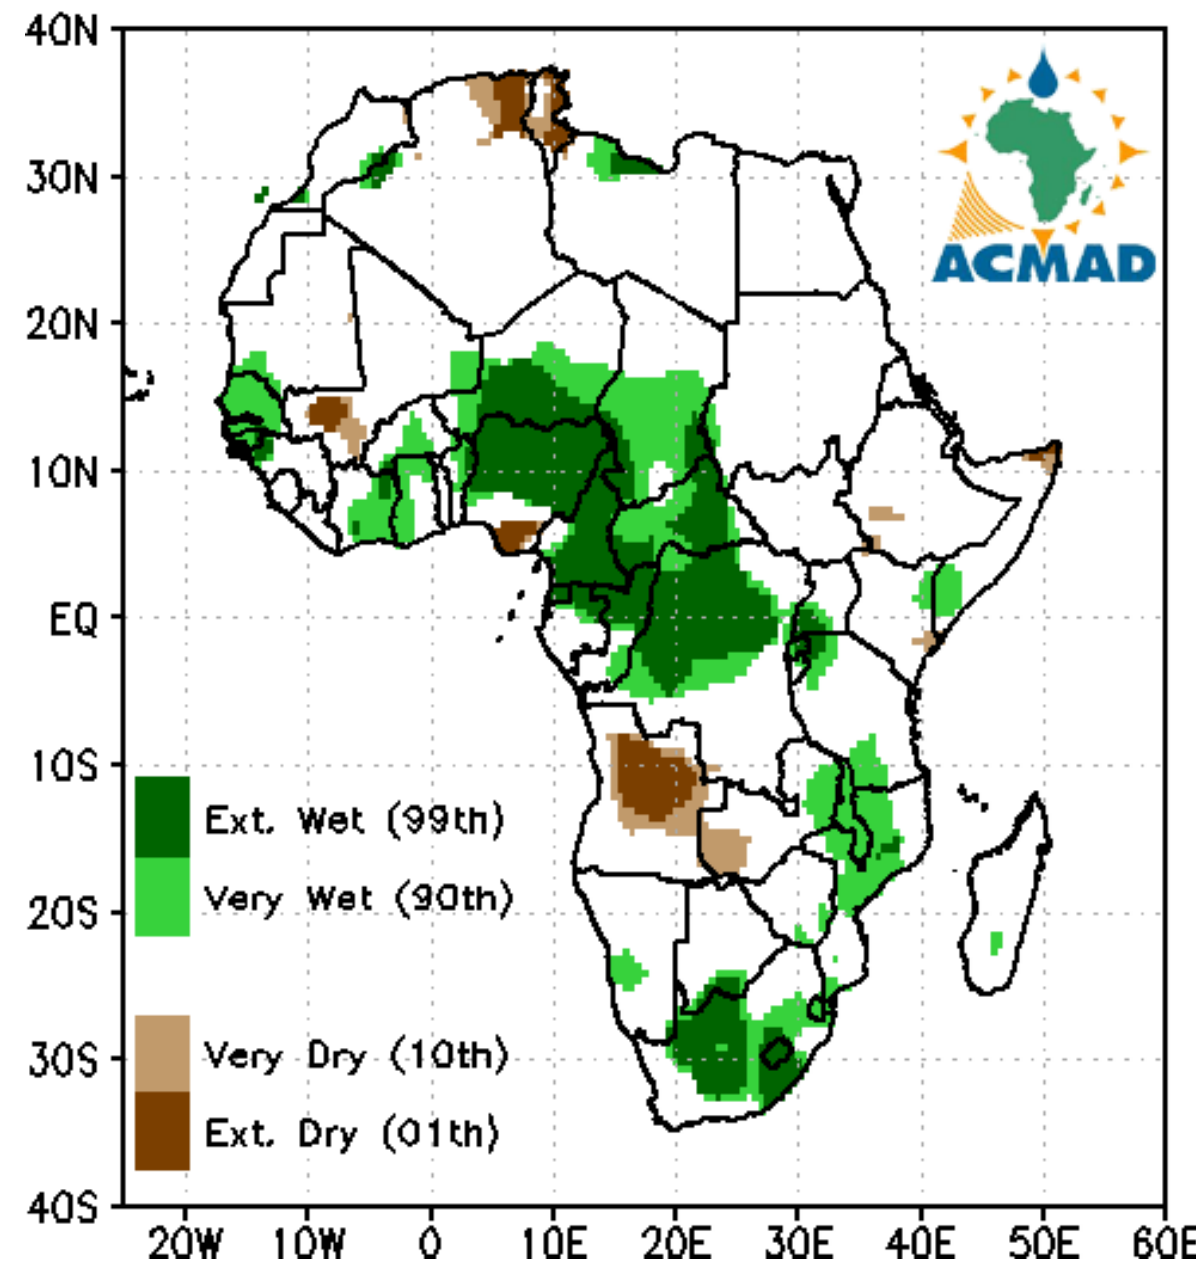 40N
30N
20N
10N
EQ
10S
20S
30S
40S
20W 10W 0 10E 20E 30E 40E 50E 60E
ACMAD
Ext. Wet (99th)
Very Wet (90th)
Very Dry (10th)
Ext. Dry (01th)